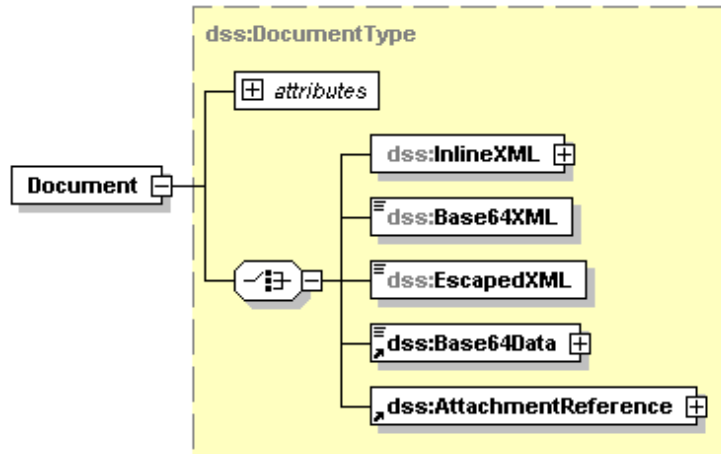 dss:DocumentType
attributes
Document
dss:InlineXML
dss:Base64XML
dss:EscapedXML
dss:Base64Data
dss:AttachmentReference